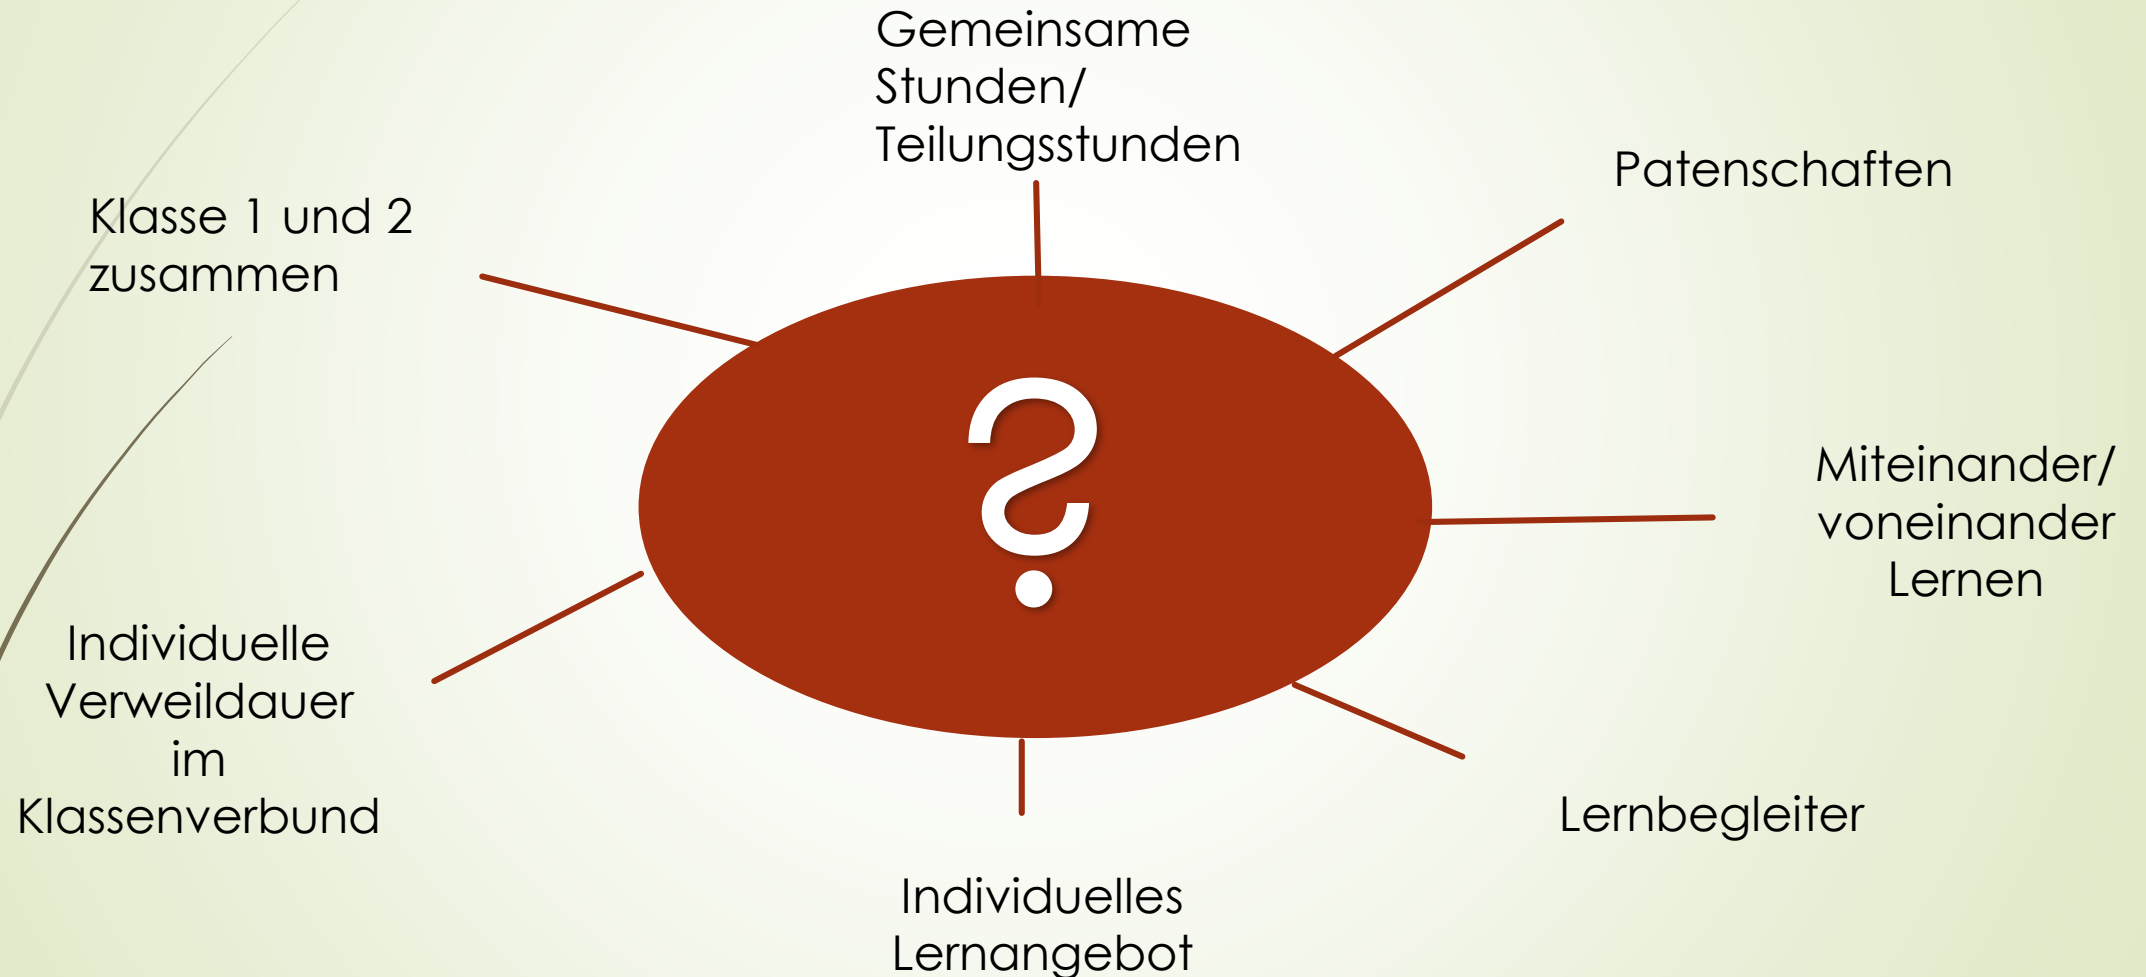 Gemeinsame
Stunden/
Teilungsstunden
Patenschaften
Klasse 1 und 2
zusammen
?
Miteinander/
voneinander
Lernen
Individuelle
Verweildauer
im
Klassenverbund
Lernbegleiter
Individuelles
Lernangebot